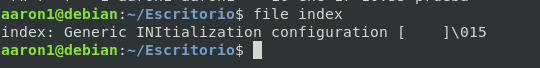 aaron1@debian:~/Escritorio$ file index
index: Generic INItialization configuration [    ]\015
aaron1@debian:~/Escritorio$